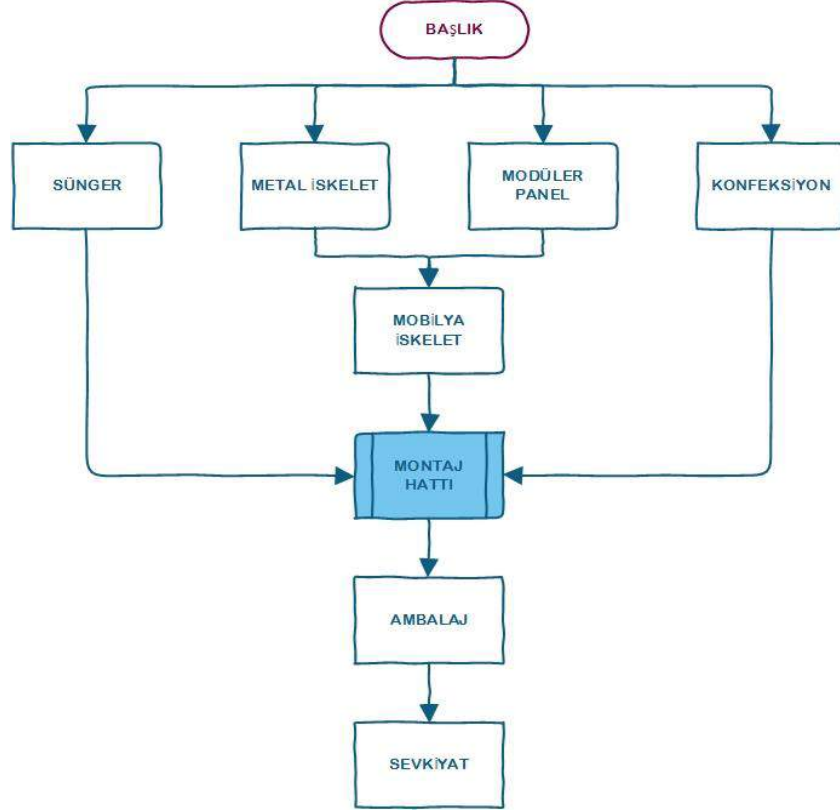 BAŞLIK
SÜNGER
METAL İSKELET
MODÜLER
PANEL
KONFEKSİYON
MOBİLYA
İSKELET
MONTAJ
HATTI
AMBALAJ
SEVKİYAT